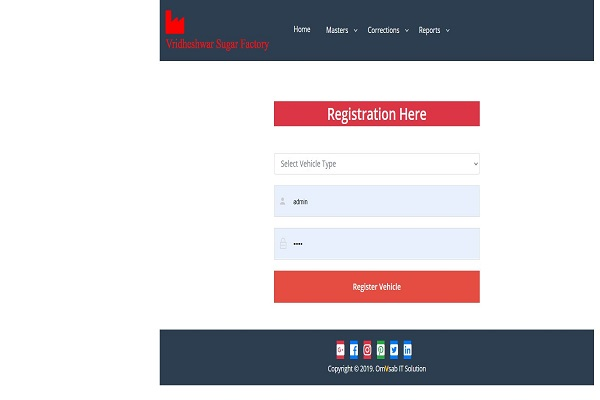 Home Masters Corrections Reports
Vridheshwar Sugar Factory
Registration Here
Select Vehicle Type
admin
••••
Register Vehicle
Copyright © 2019. OmVsab IT Solution